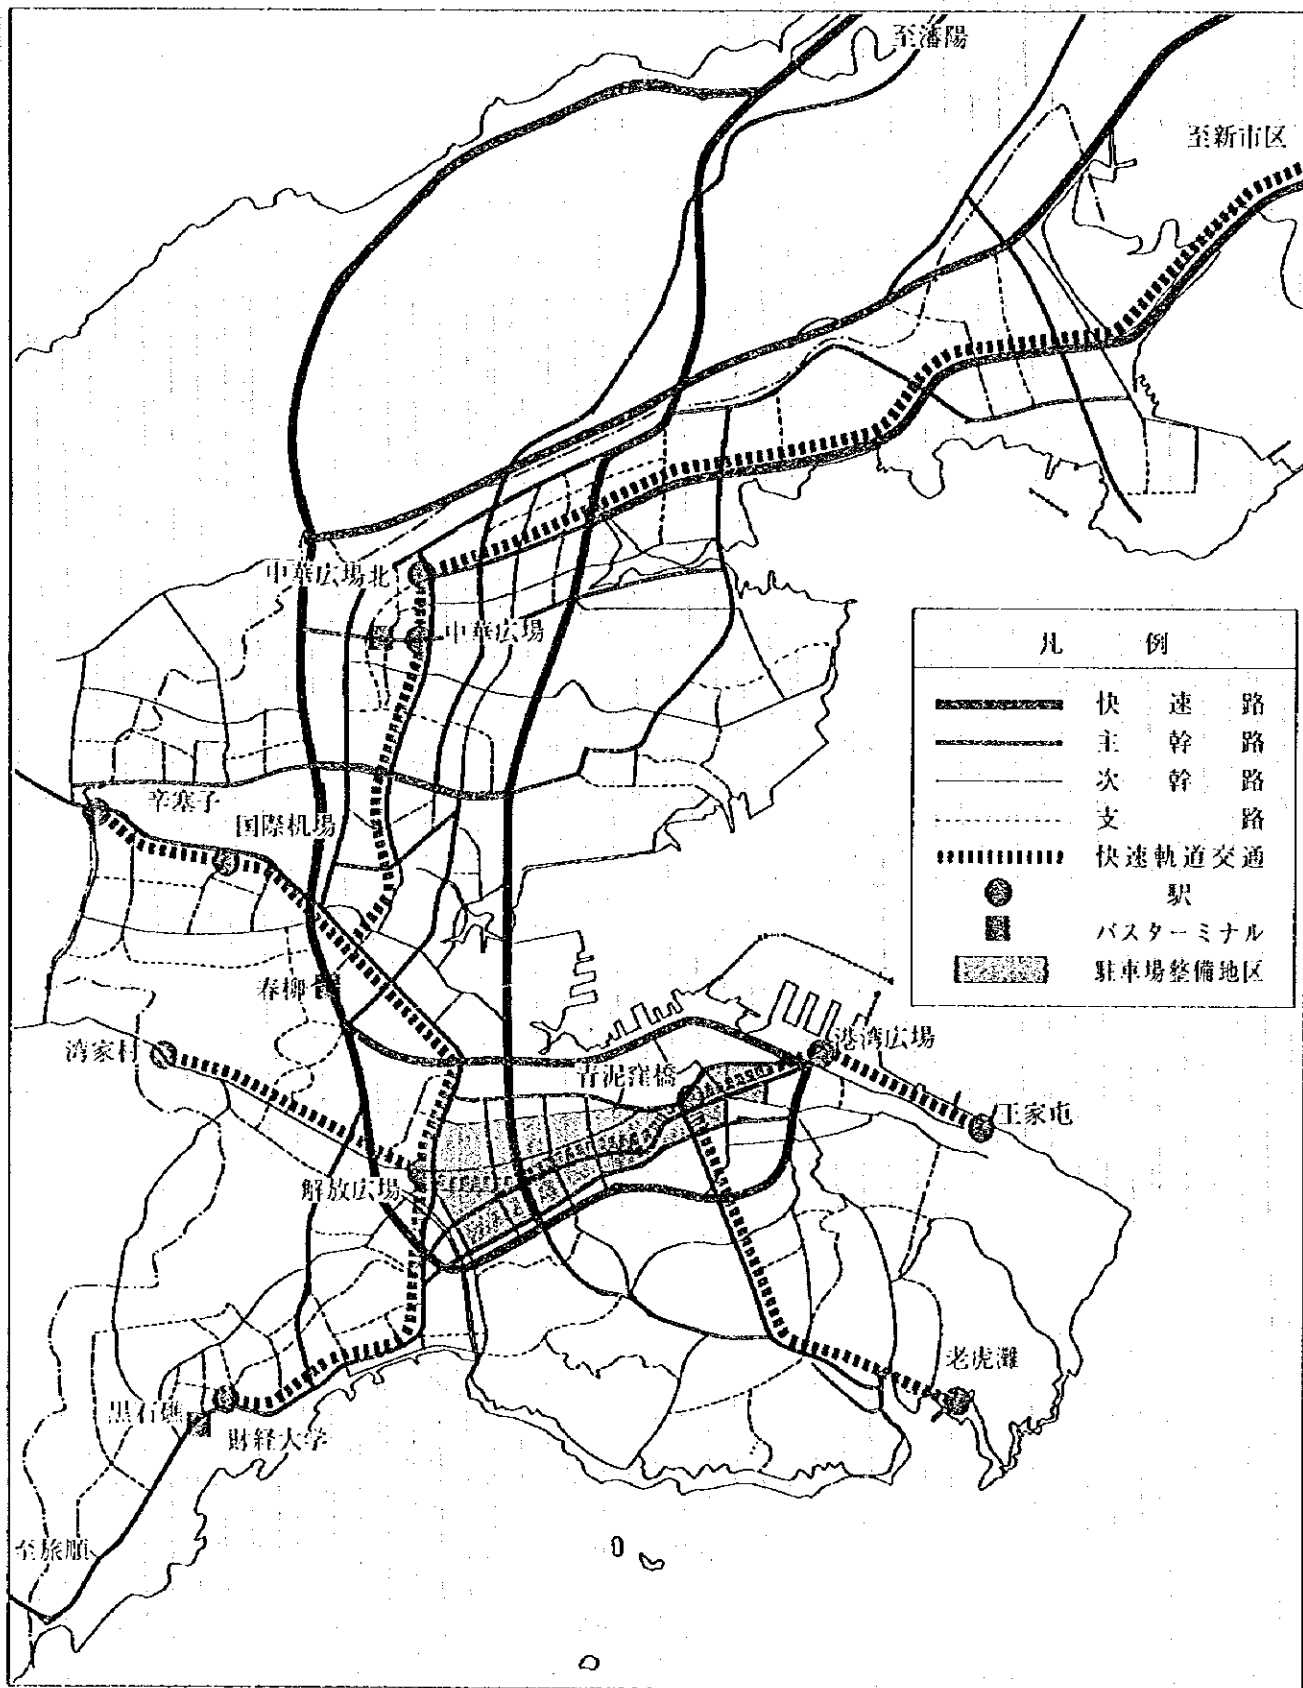 至瀋陽
至新市区
中華広場北
中華広場
凡例
快速路
主幹路
次幹路
支路
快速軌道交通
駅
バスターミナル
駐車場整備地区
辛塞子
国際机場
春柳
湾家村
港湾広場
青泥窪橋
王家屯
解放広場
老虎灘
黒石礁
財経大学
至旅順